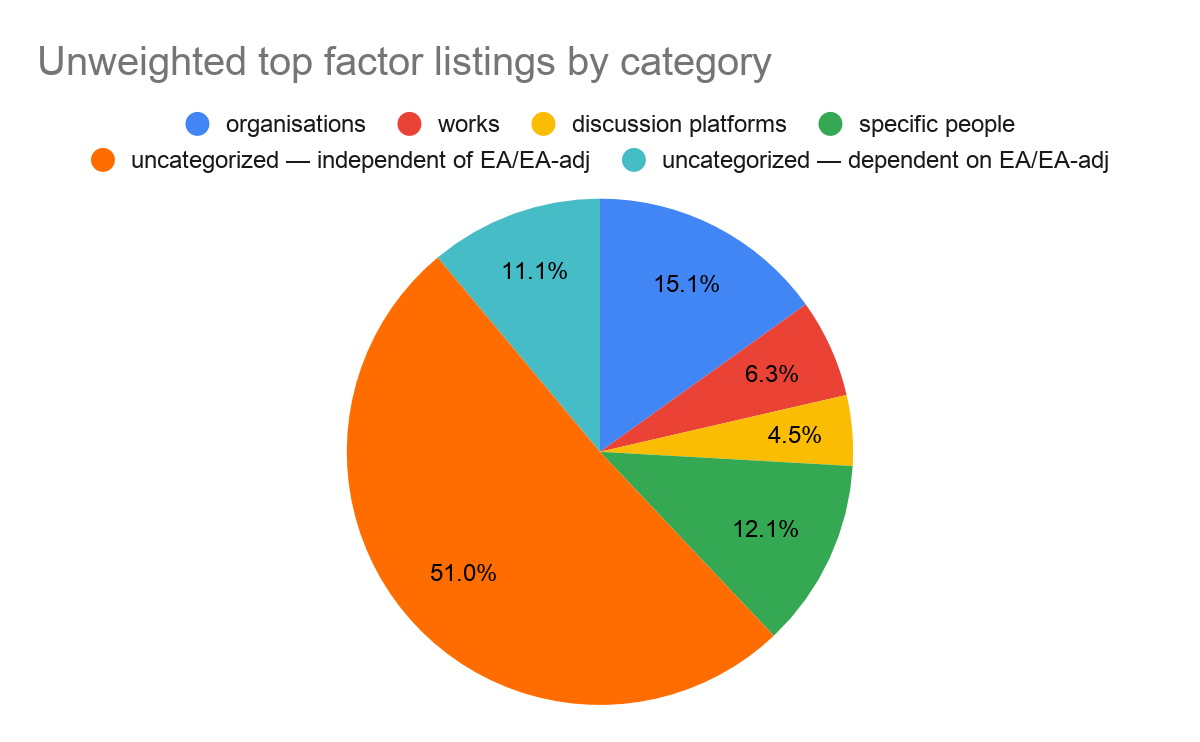 Unweighted top factor listings by category
organisations works discussion platforms specific people
uncategorized — independent of EA/EA-adj uncategorized — dependent on EA/EA-adj
11.1%
15.1%
6.3%
4.5%
12.1%
51.0%